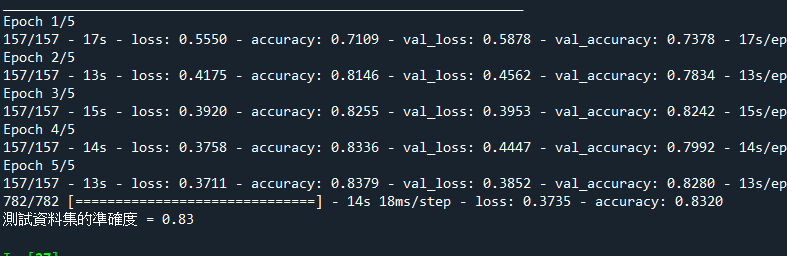 Epoch 1/5
157/157 - 17s - loss: 0.5550 - accuracy: 0.7109 - val_loss: 0.5878 - val_accuracy: 0.7378 - 17s/ep
Epoch 2/5
157/157 - 13s - loss: 0.4175 - accuracy: 0.8146 - val_loss: 0.4562 - val_accuracy: 0.7834 - 13s/ep
Epoch 3/5
157/157 - 15s - loss: 0.3920 - accuracy: 0.8255 - val_loss: 0.3953 - val_accuracy: 0.8242 - 15s/ep
Epoch 4/5
157/157 - 14s - loss: 0.3758 - accuracy: 0.8336 - val_loss: 0.4447 - val_accuracy: 0.7992 - 14s/ep
Epoch 5/5
157/157 - 13s - loss: 0.3711 - accuracy: 0.8379 - val_loss: 0.3852 - val_accuracy: 0.8280 - 13s/ep
782/782 [==============================] - 14s 18ms/step - loss: 0.3735 - accuracy: 0.8320
測試資料集的準確度 = 0.83